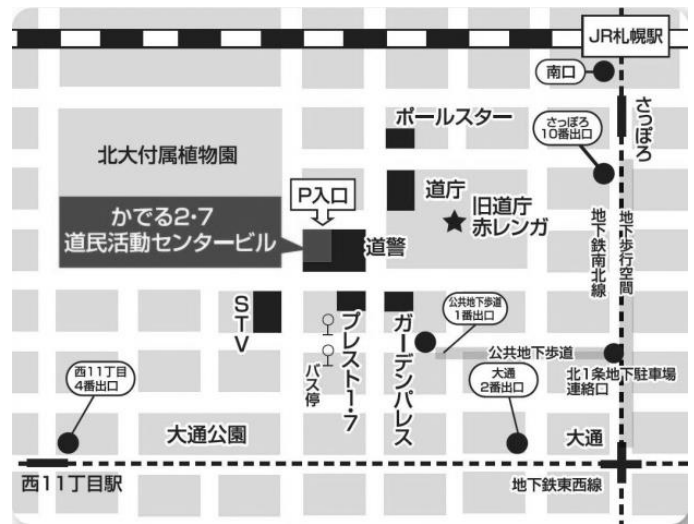 JR札幌駅
南口
さっぽろ
さっぽろ
10番出口
ポールスター
北大付属植物園
P入口
道庁
旧道庁
赤レンガ
地下鉄南北線
地下歩行空間
かでる2・7
道民活動センタービル
道警
STV
プレスト1・7
ガーデンパレス
公共地下歩道
1番出口
公共地下歩道
バス停
西11丁目
4番出口
大通
2番出口
北1条地下駐車場
連絡口
大通公園
大通
西11丁目駅
地下鉄東西線